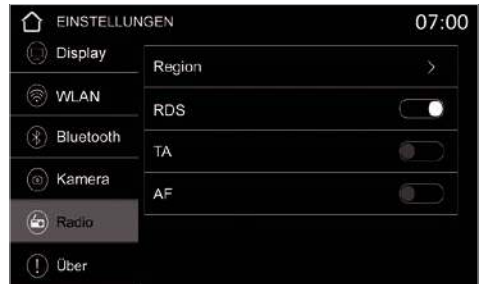 EINSTELLUNGEN 07:00
Display
WLAN
Bluetooth
Kamera
Radio
Über
Region >
RDS
TA
AF